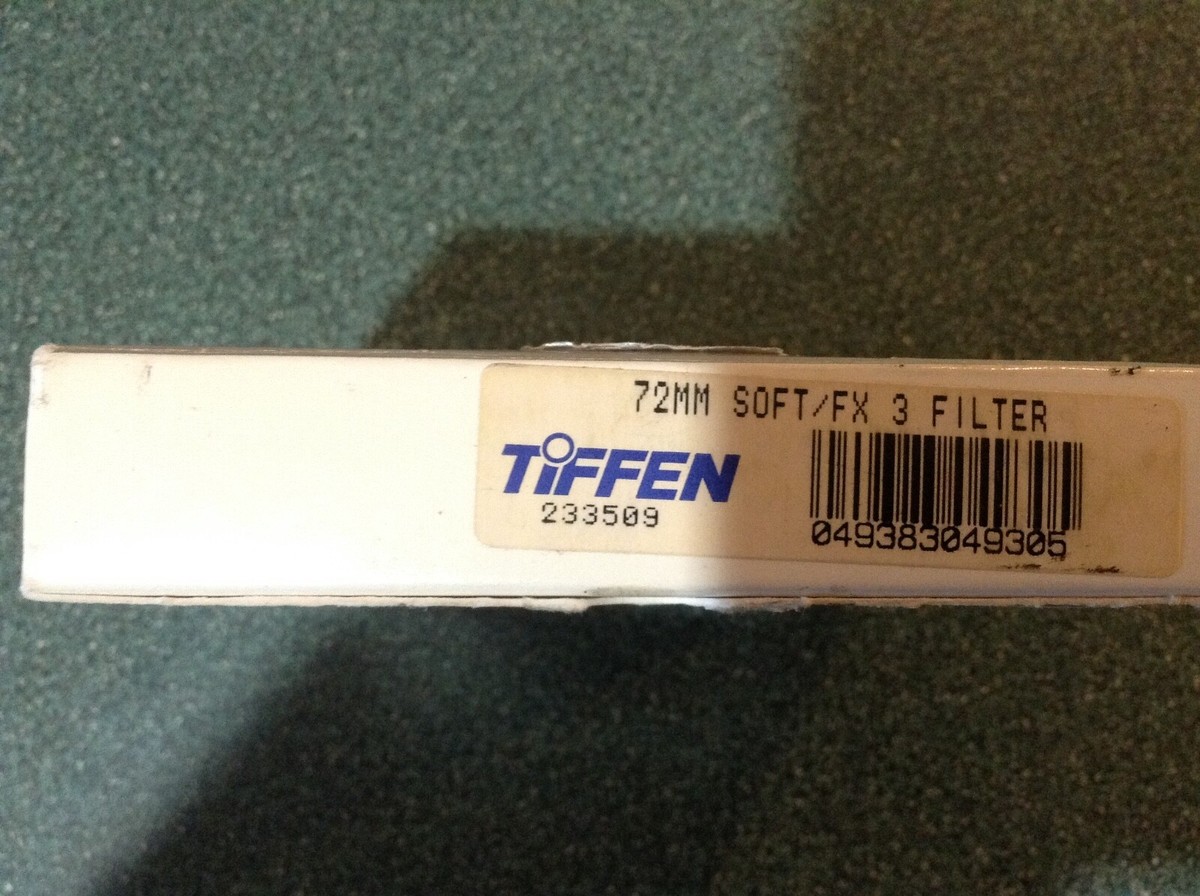 72MM SOFT/FX 3 FILTER
TiFFEN
233509
049383049305